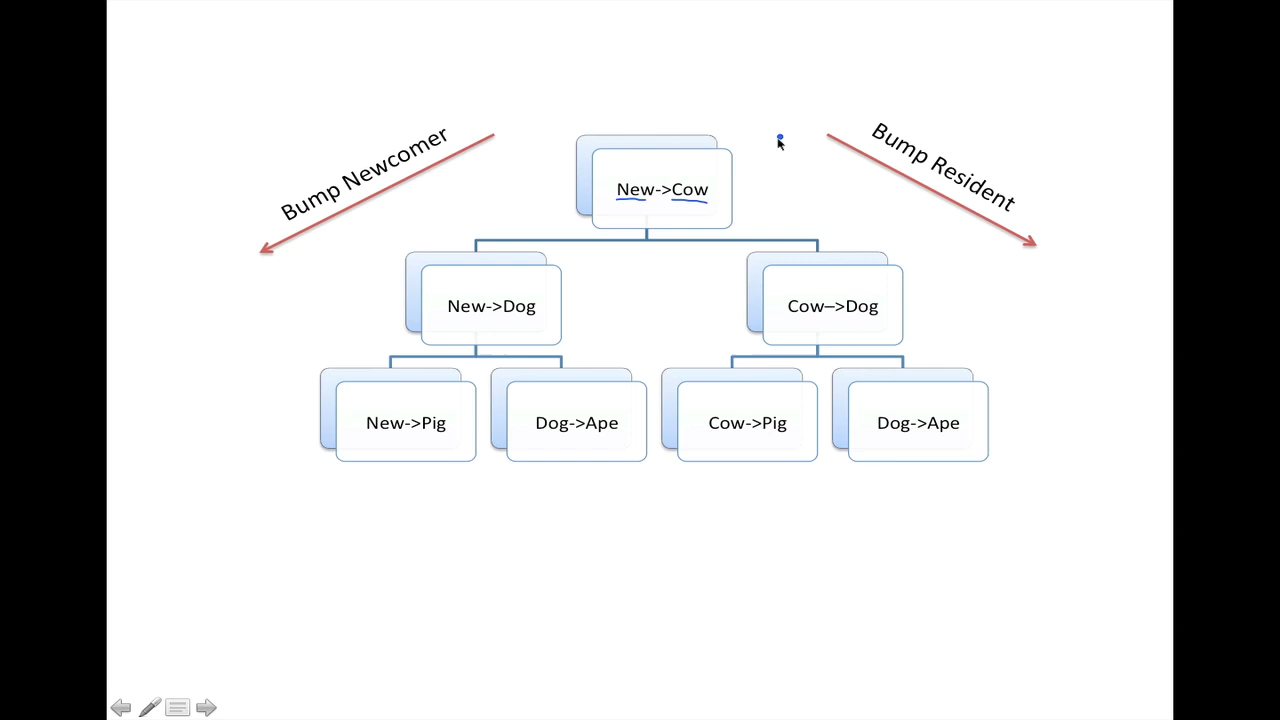 Bump Newcomer
Bump Resident
New->Cow
New->Dog
Cow–>Dog
New->Pig
Dog->Ape
Cow->Pig
Dog->Ape